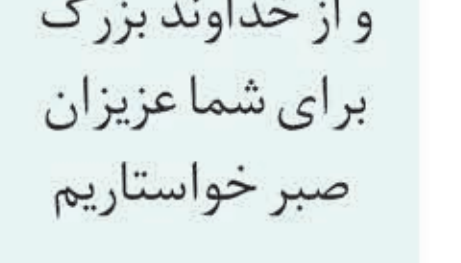 و از خداوند بزرگ
برای شما عزیزان
صبر خواستاریم